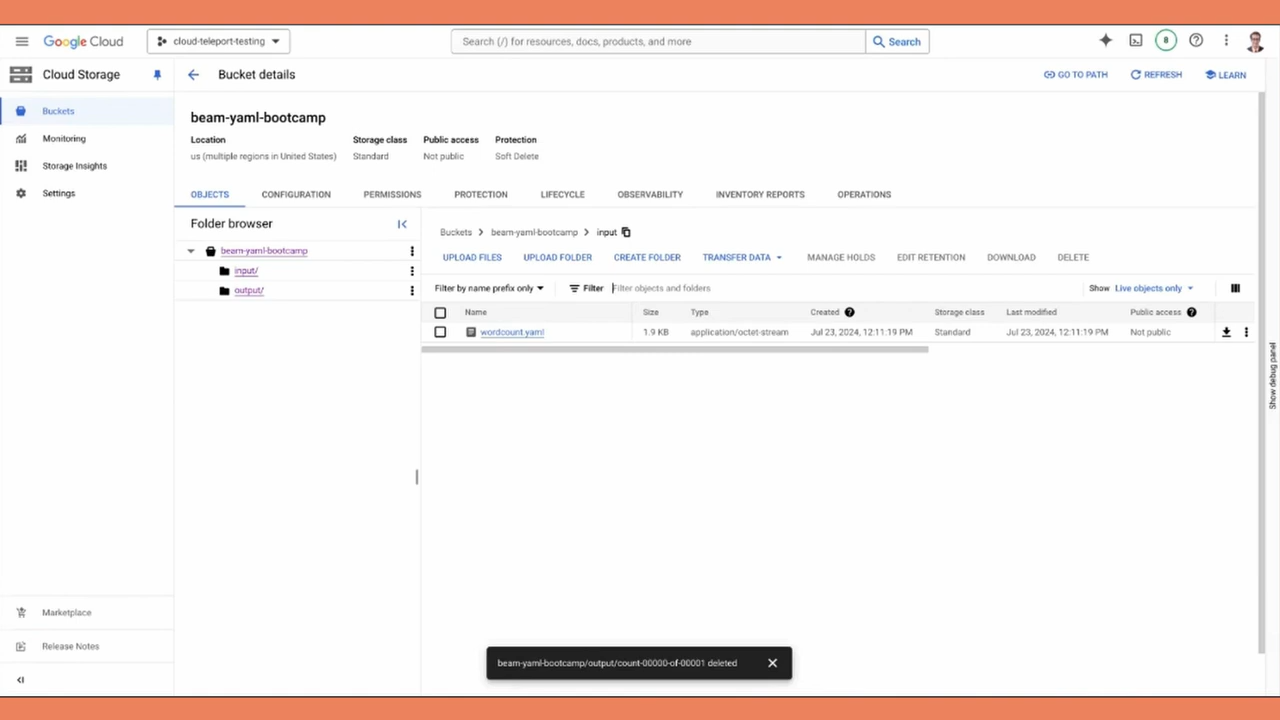 Google Cloud
cloud-teleport-testing
Search (/) for resources, docs, products, and more
Search
8
Cloud Storage
Bucket details
GO TO PATH
REFRESH
LEARN
Buckets
Monitoring
Storage Insights
Settings
Marketplace
Release Notes
beam-yaml-bootcamp
Location Storage class Public access Protection
us (multiple regions in United States) Standard Not public Soft Delete
OBJECTS CONFIGURATION PERMISSIONS PROTECTION LIFECYCLE OBSERVABILITY INVENTORY REPORTS OPERATIONS
Folder browser
beam-yaml-bootcamp
input/
output/
Buckets > beam-yaml-bootcamp > input
UPLOAD FILES UPLOAD FOLDER CREATE FOLDER TRANSFER DATA MANAGE HOLDS EDIT RETENTION DOWNLOAD DELETE
Filter by name prefix only Filter Filter objects and folders Show Live objects only
Name Size Type Created Storage class Last modified Public access
wordcount.yaml 1.9 KB application/octet-stream Jul 23, 2024, 12:11:19 PM Standard Jul 23, 2024, 12:11:19 PM Not public
Show debug panel
beam-yaml-bootcamp/output/count-00000-of-00001 deleted